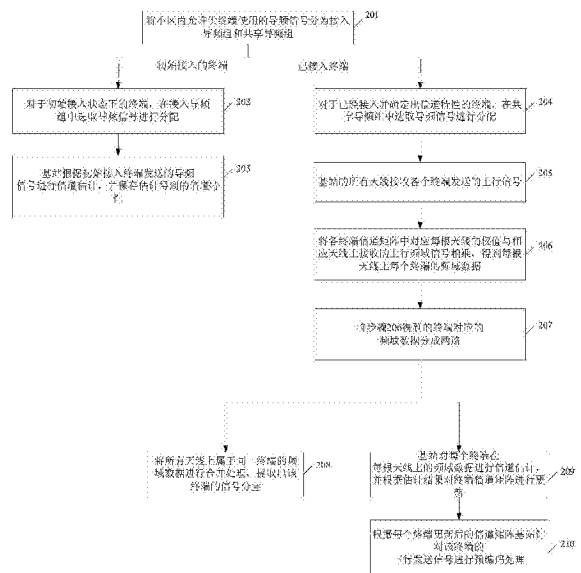 将小区内允许供终端使用的导频信号分为接入
导频组和共享导频组
201
初始接入的终端
已接入终端
对于初始接入状态下的终端，在接入导频
组中选取导频信号进行分配
202
对于已经接入并确定出信道特性的终端，在共
享导频组中选取导频信号进行分配
204
基站根据初始接入终端发送的导频
信号进行信道估计，并保存估计得到的信道
203
基站的所有天线接收各个终端发送的上行信号
205
将各终端信道矩阵中对应每根天线的权值与相
应天线上接收的上行频域信号相乘，得到每根
天线上每个终端的频域数据
206
将步骤206得到的终端对应的
频域数据分成两路
207
将所有天线上属于同一终端的频
域数据进行合并处理，提取出该
终端的信号分量
208
基站对每个终端在
每根天线上的频域数据进行信道估计，
并根据估计结果对终端信道矩阵进行更
新
209
根据每个终端更新后的信道矩阵基站针
对该终端的
下行发送信号进行预编码处理
210